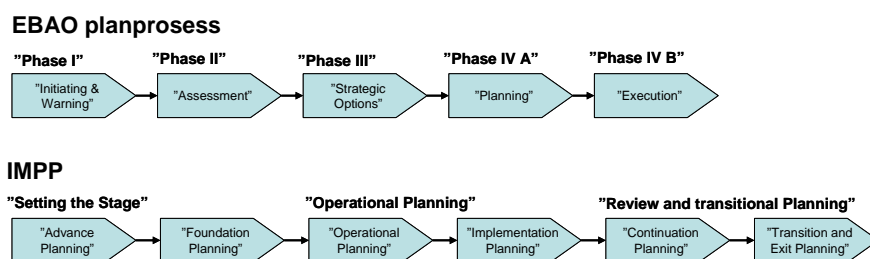 EBAO planprosess
"Phase I" "Phase II" "Phase III" "Phase IV A" "Phase IV B"
"Initiating &
Warning"
"Assessment"
"Strategic
Options"
"Planning"
"Execution"
IMPP
"Setting the Stage" "Operational Planning" "Review and transitional Planning"
"Advance
Planning"
"Foundation
Planning"
"Operational
Planning"
"Implementation
Planning"
"Continuation
Planning"
"Transition and
Exit Planning"